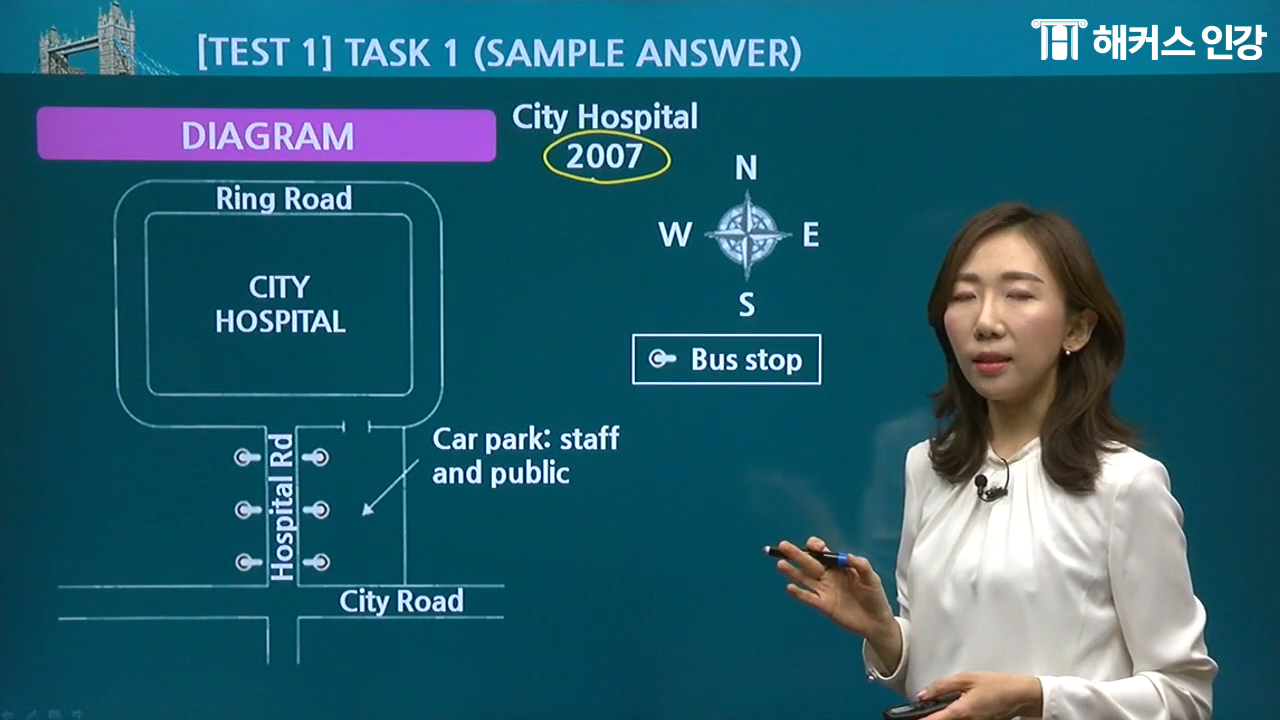 [TEST 1] TASK 1 (SAMPLE ANSWER)
해커스 인강
DIAGRAM
City Hospital
2007
N
W
E
S
Ring Road
CITY
HOSPITAL
Bus stop
Car park: staff
and public
Hospital Rd
City Road